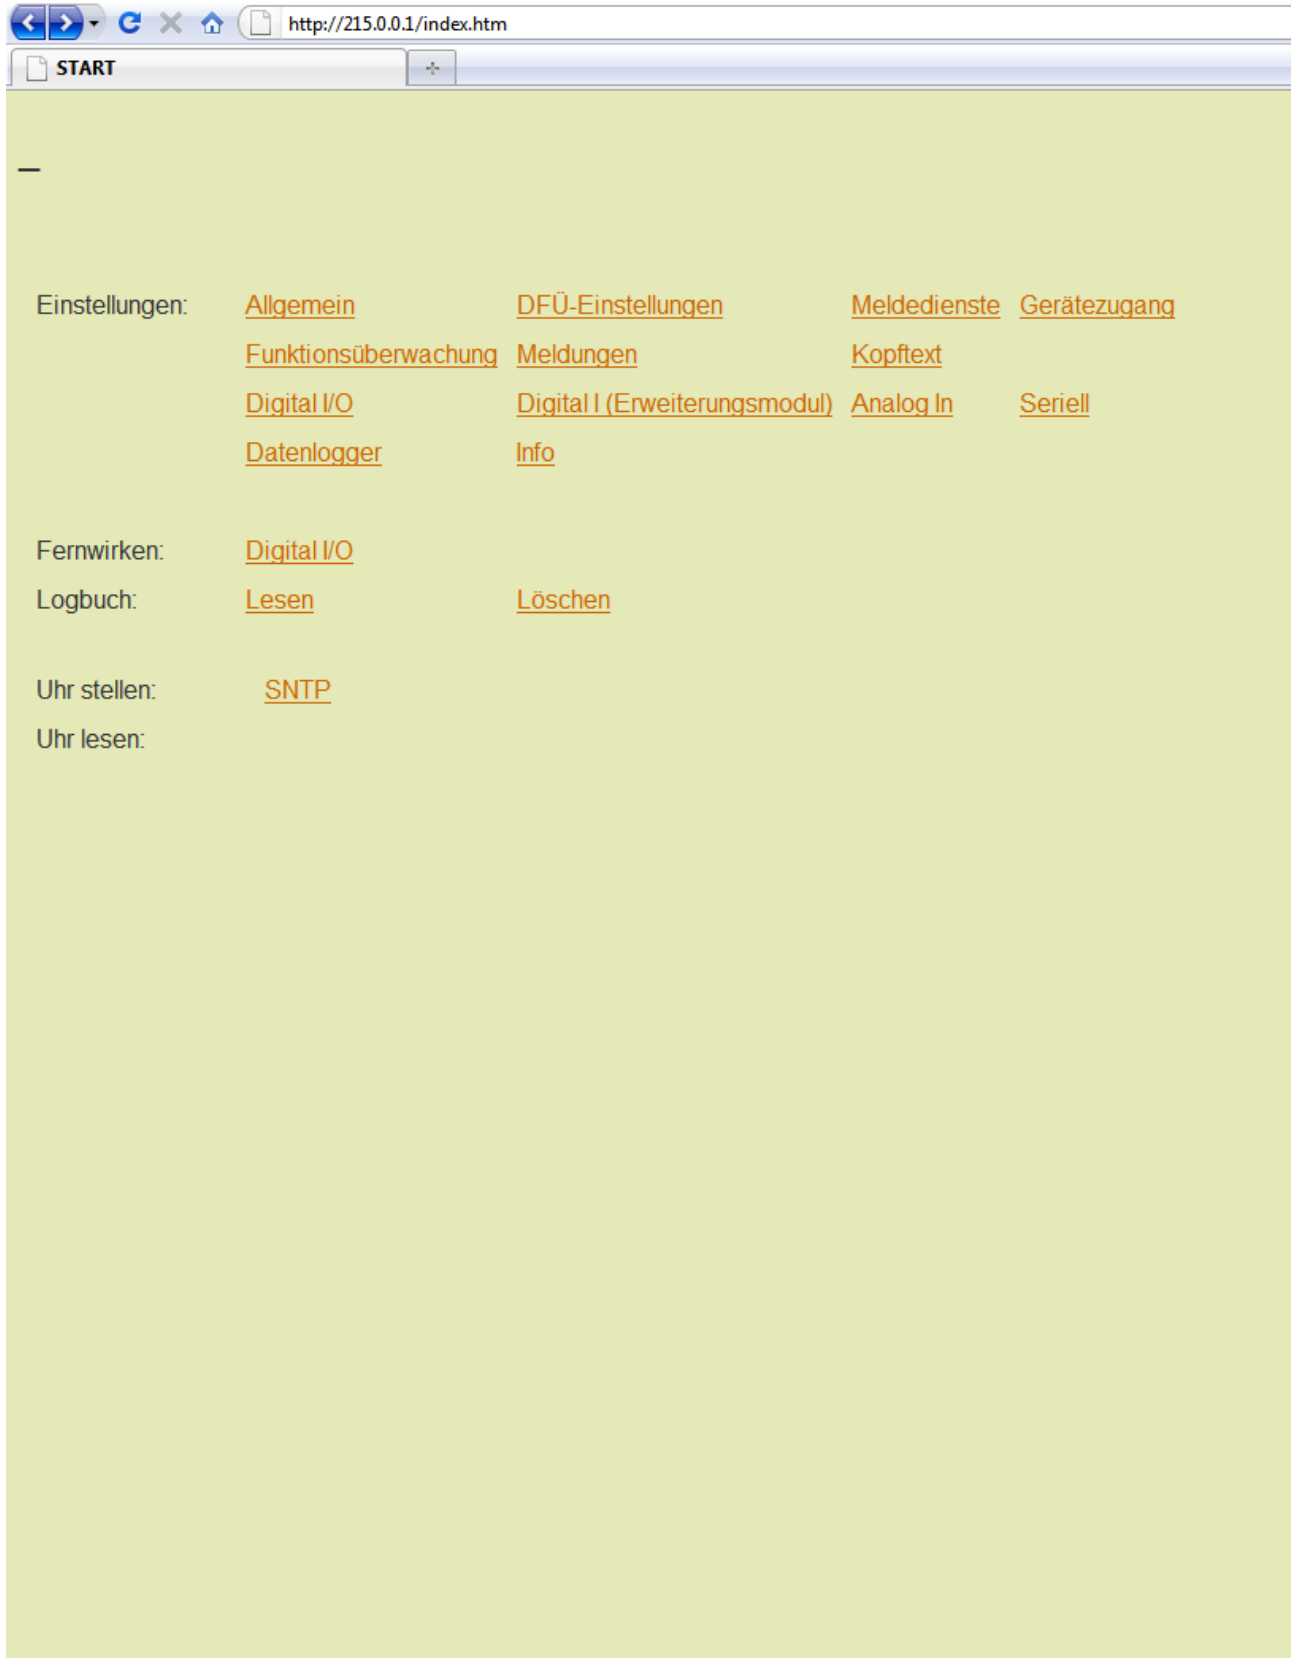 http://215.0.0.1/index.htm
START
–
Einstellungen: Allgemein DFÜ-Einstellungen Meldedienste Gerätezugang
Funktionsüberwachung Meldungen Kopftext
Digital I/O Digital I (Erweiterungsmodul) Analog In Seriell
Datenlogger Info
Fernwirken: Digital I/O
Logbuch: Lesen Löschen
Uhr stellen: SNTP
Uhr lesen: